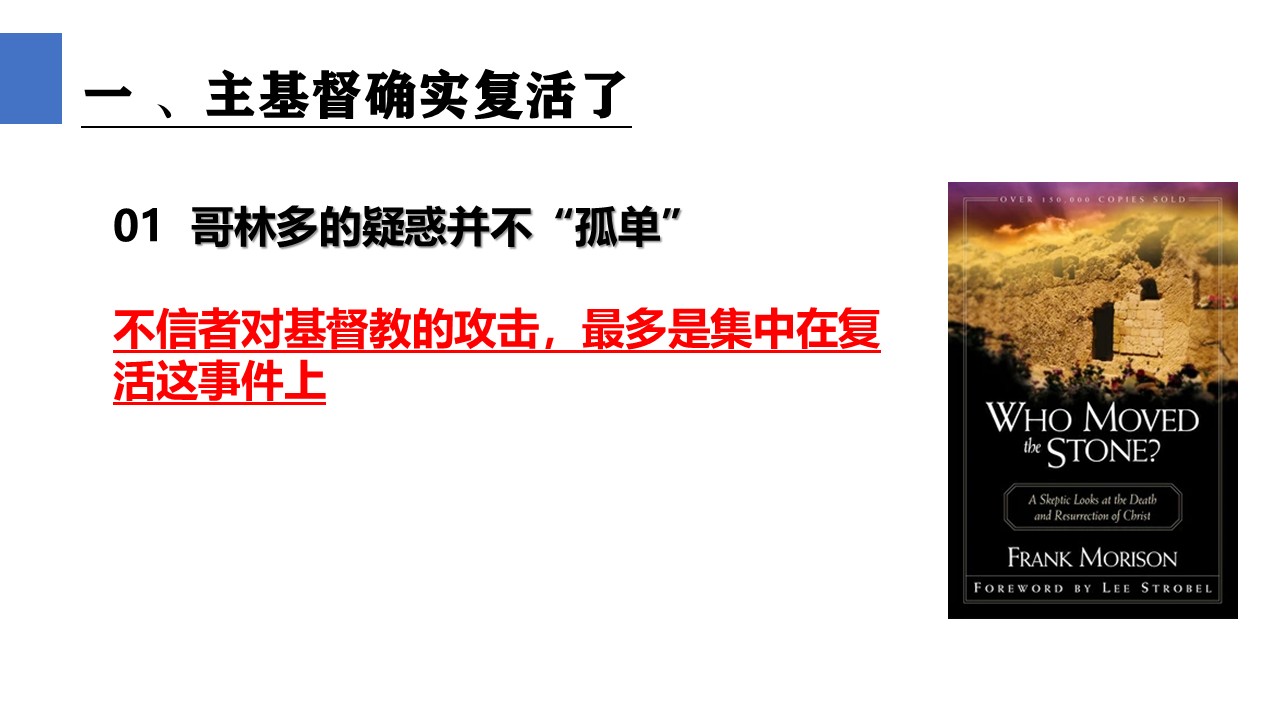 一 、主基督确实复活了
01 哥林多的疑惑并不“孤单”
不信者对基督教的攻击，最多是集中在复
活这事件上
OVER 150,000 COPIES SOLD
WHO MOVED
the STONE?
A Skeptic Looks at the Death
and Resurrection of Christ
FRANK MORISON
FOREWORD BY LEE STROBEL